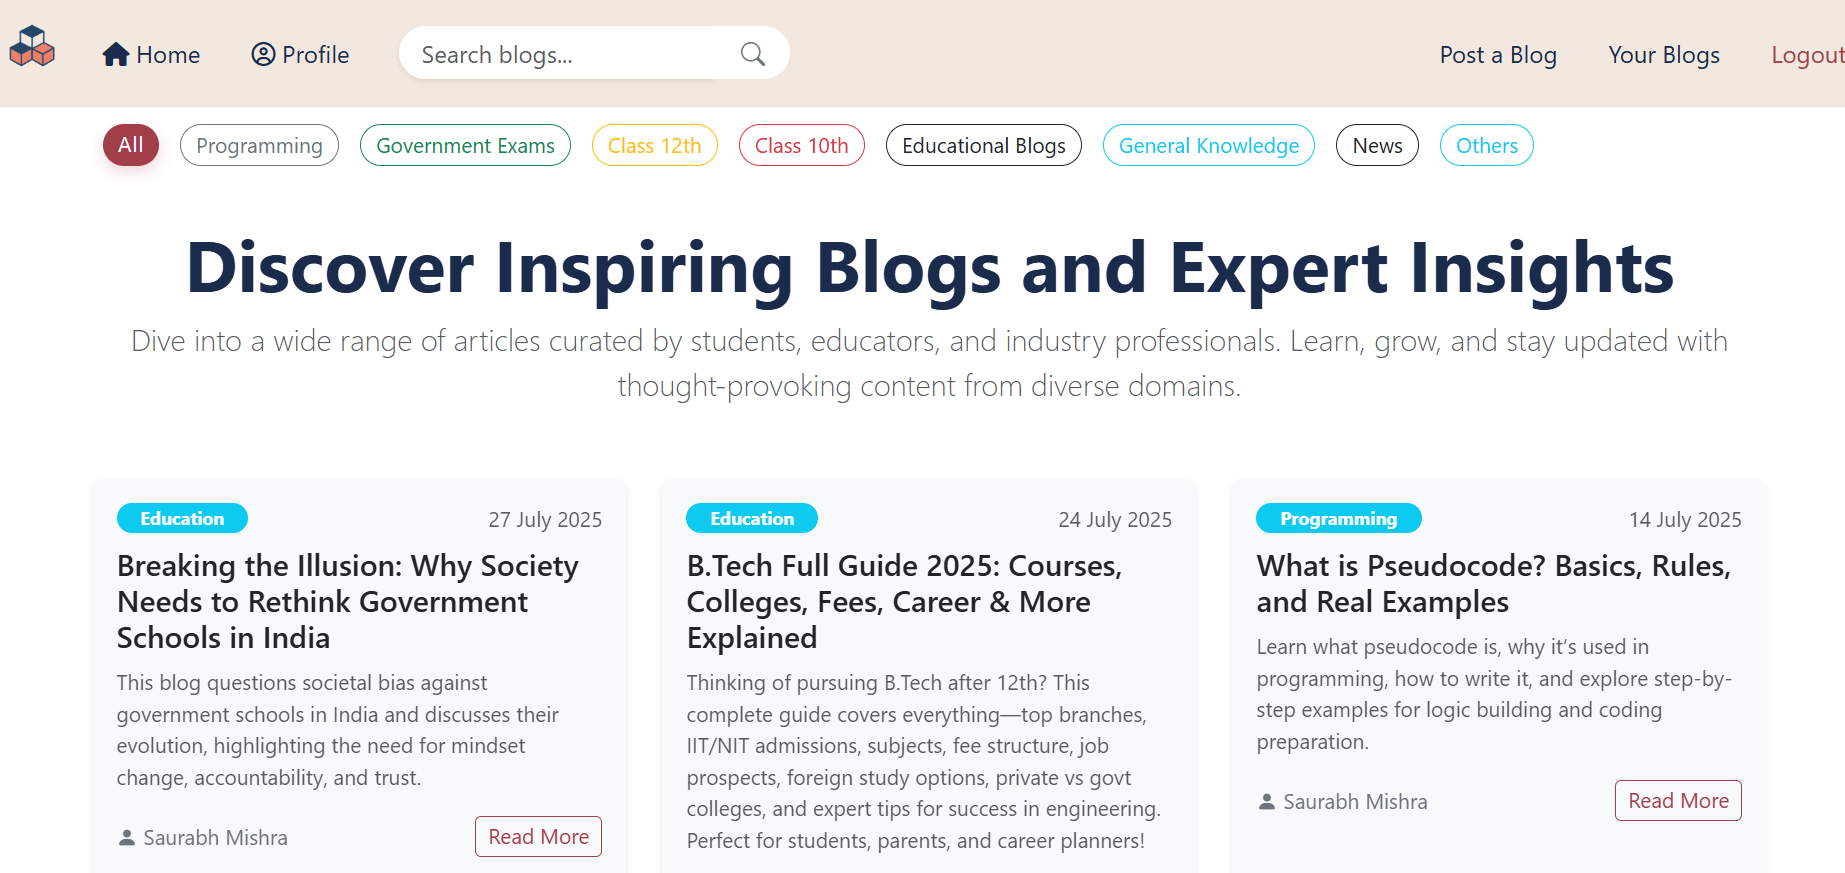 Home
Profile
Search blogs...
Post a Blog
Your Blogs
Logout
All
Programming
Government Exams
Class 12th
Class 10th
Educational Blogs
General Knowledge
News
Others
Discover Inspiring Blogs and Expert Insights
Dive into a wide range of articles curated by students, educators, and industry professionals. Learn, grow, and stay updated with
thought-provoking content from diverse domains.
Education
27 July 2025
Breaking the Illusion: Why Society
Needs to Rethink Government
Schools in India
This blog questions societal bias against
government schools in India and discusses their
evolution, highlighting the need for mindset
change, accountability, and trust.
Saurabh Mishra
Read More
Education
24 July 2025
B.Tech Full Guide 2025: Courses,
Colleges, Fees, Career & More
Explained
Thinking of pursuing B.Tech after 12th? This
complete guide covers everything—top branches,
IIT/NIT admissions, subjects, fee structure, job
prospects, foreign study options, private vs govt
colleges, and expert tips for success in engineering.
Perfect for students, parents, and career planners!
Programming
14 July 2025
What is Pseudocode? Basics, Rules,
and Real Examples
Learn what pseudocode is, why it’s used in
programming, how to write it, and explore step-by-
step examples for logic building and coding
preparation.
Saurabh Mishra
Read More